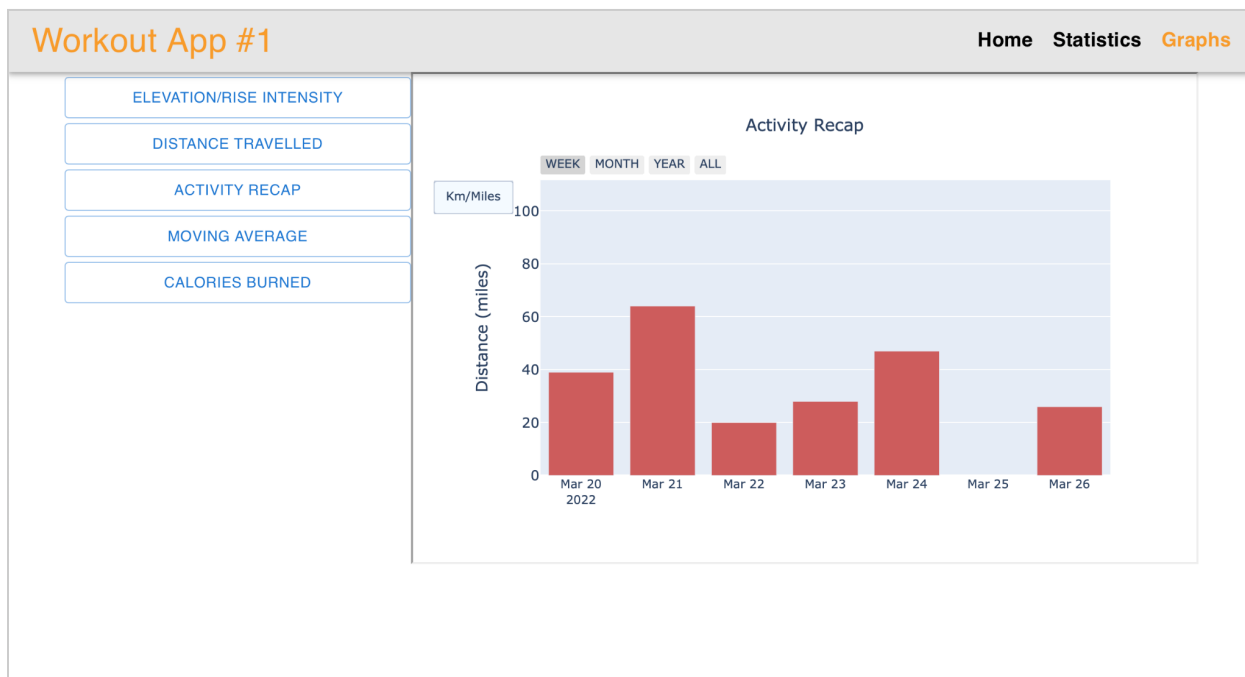 Workout App #1
Home Statistics Graphs
ELEVATION/RISE INTENSITY
DISTANCE TRAVELLED
ACTIVITY RECAP
MOVING AVERAGE
CALORIES BURNED
Activity Recap
WEEK MONTH YEAR ALL
Km/Miles
100
80
60
40
20
0
Distance (miles)
Mar 20 Mar 21 Mar 22 Mar 23 Mar 24 Mar 25 Mar 26
2022